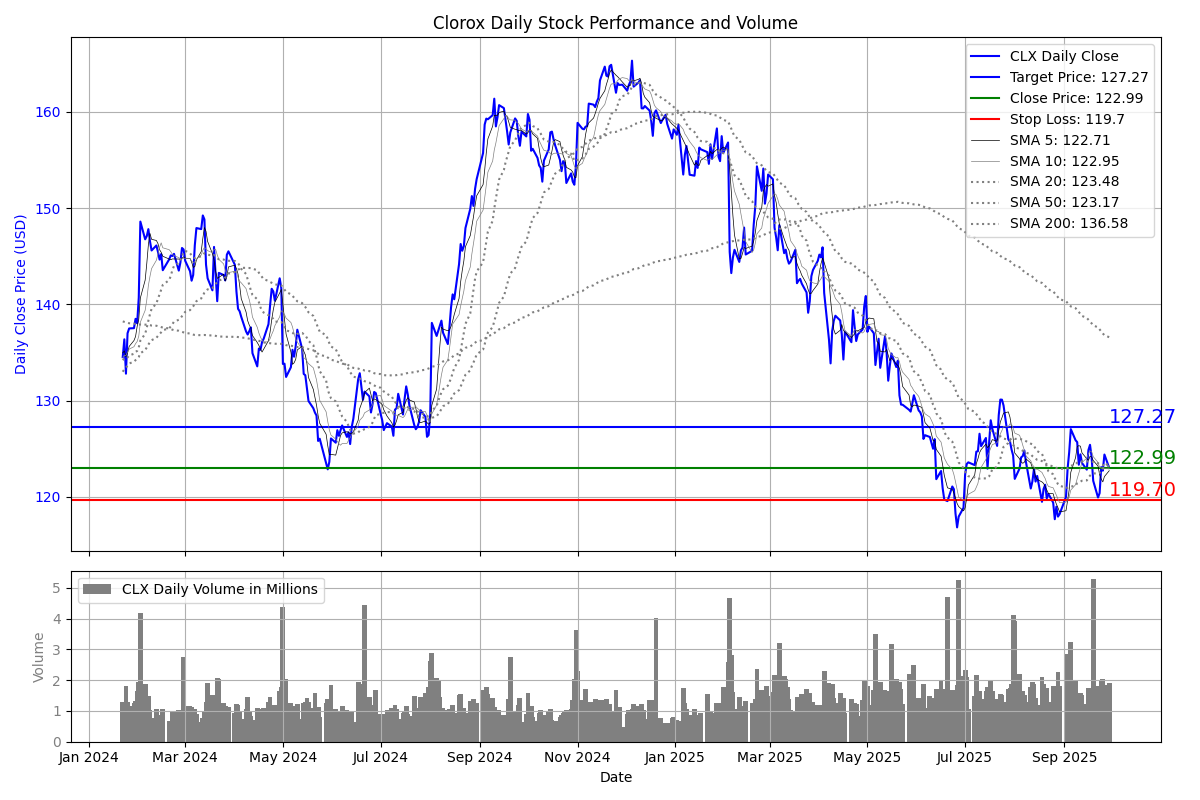 Clorox Daily Stock Performance and Volume
Daily Close Price (USD)
160
150
140
130
120
CLX Daily Close
Target Price: 127.27
Close Price: 122.99
Stop Loss: 119.7
SMA 5: 122.71
SMA 10: 122.95
SMA 20: 123.48
SMA 50: 123.17
SMA 200: 136.58
127.27
122.99
119.70
Volume
5
4
3
2
1
0
CLX Daily Volume in Millions
Jan 2024 Mar 2024 May 2024 Jul 2024 Sep 2024 Nov 2024 Jan 2025 Mar 2025 May 2025 Jul 2025 Sep 2025
Date